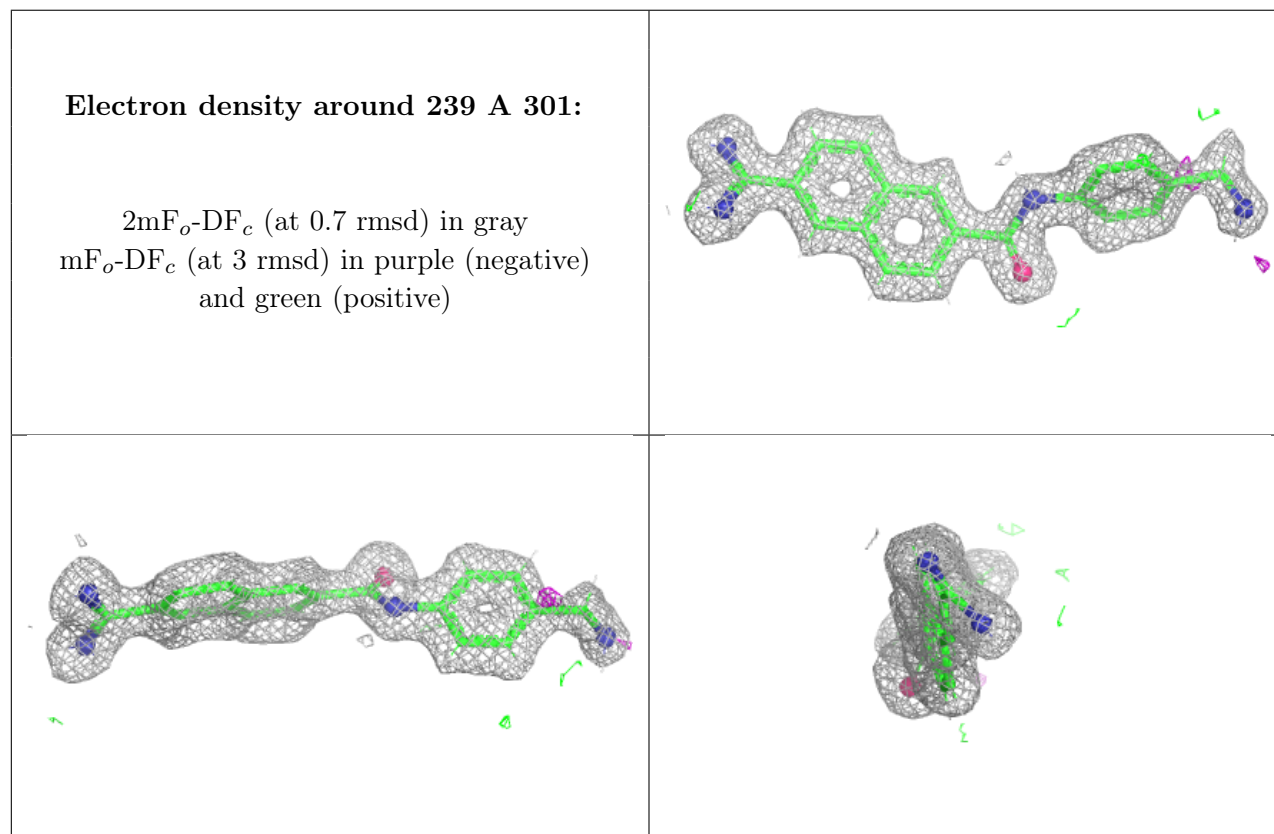 Electron density around 239 A 301:
2mFₒ-DF𝒸 (at 0.7 rmsd) in gray
mFₒ-DF𝒸 (at 3 rmsd) in purple (negative)
and green (positive)